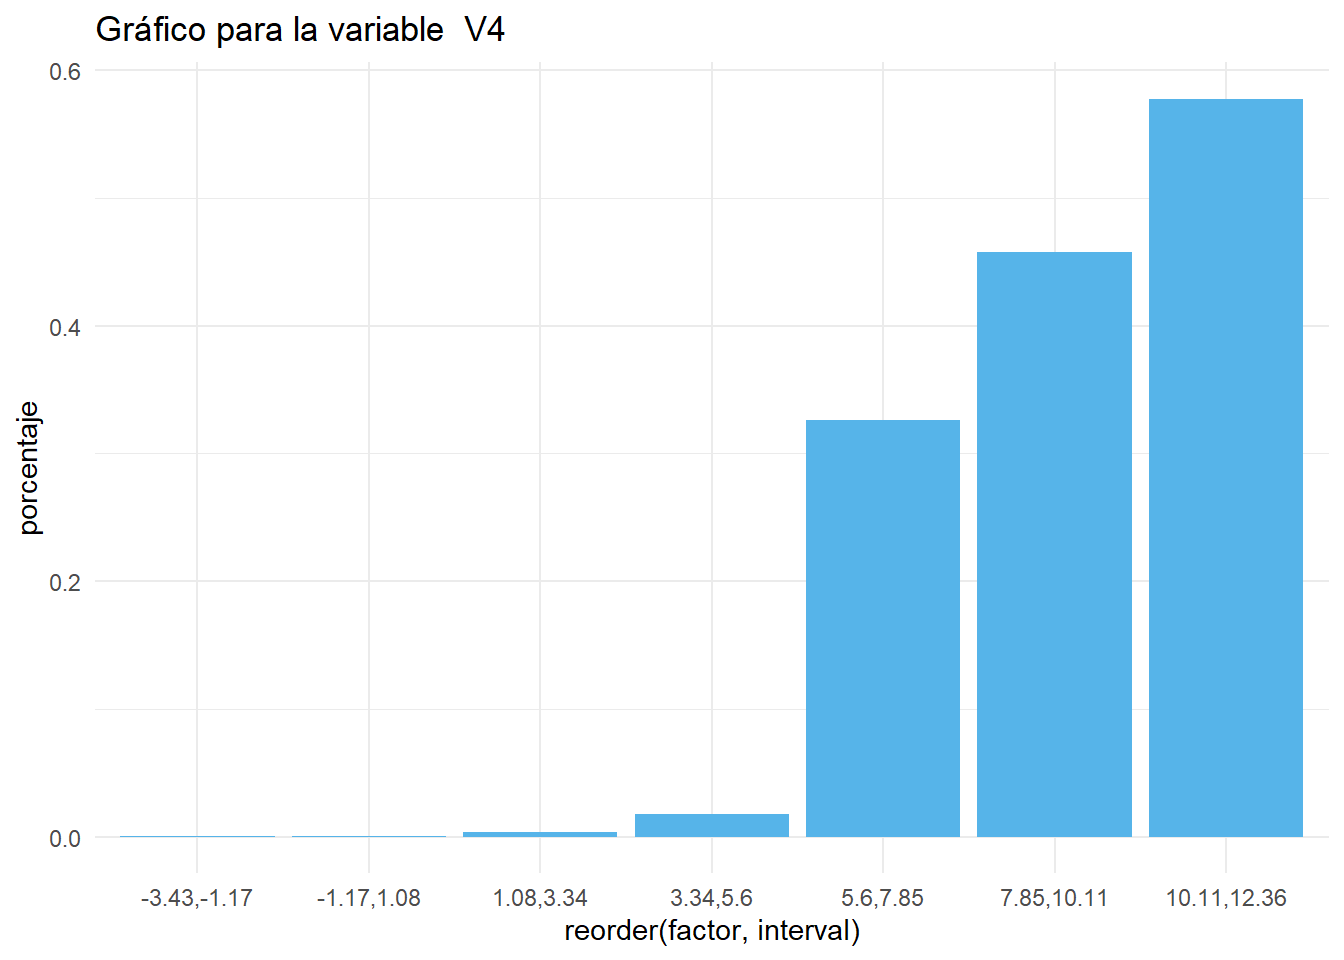 Gráfico para la variable  V4
porcentaje
0.6
0.4
0.2
0.0
-3.43,-1.17 -1.17,1.08 1.08,3.34 3.34,5.6 5.6,7.85 7.85,10.11 10.11,12.36
reorder(factor, interval)